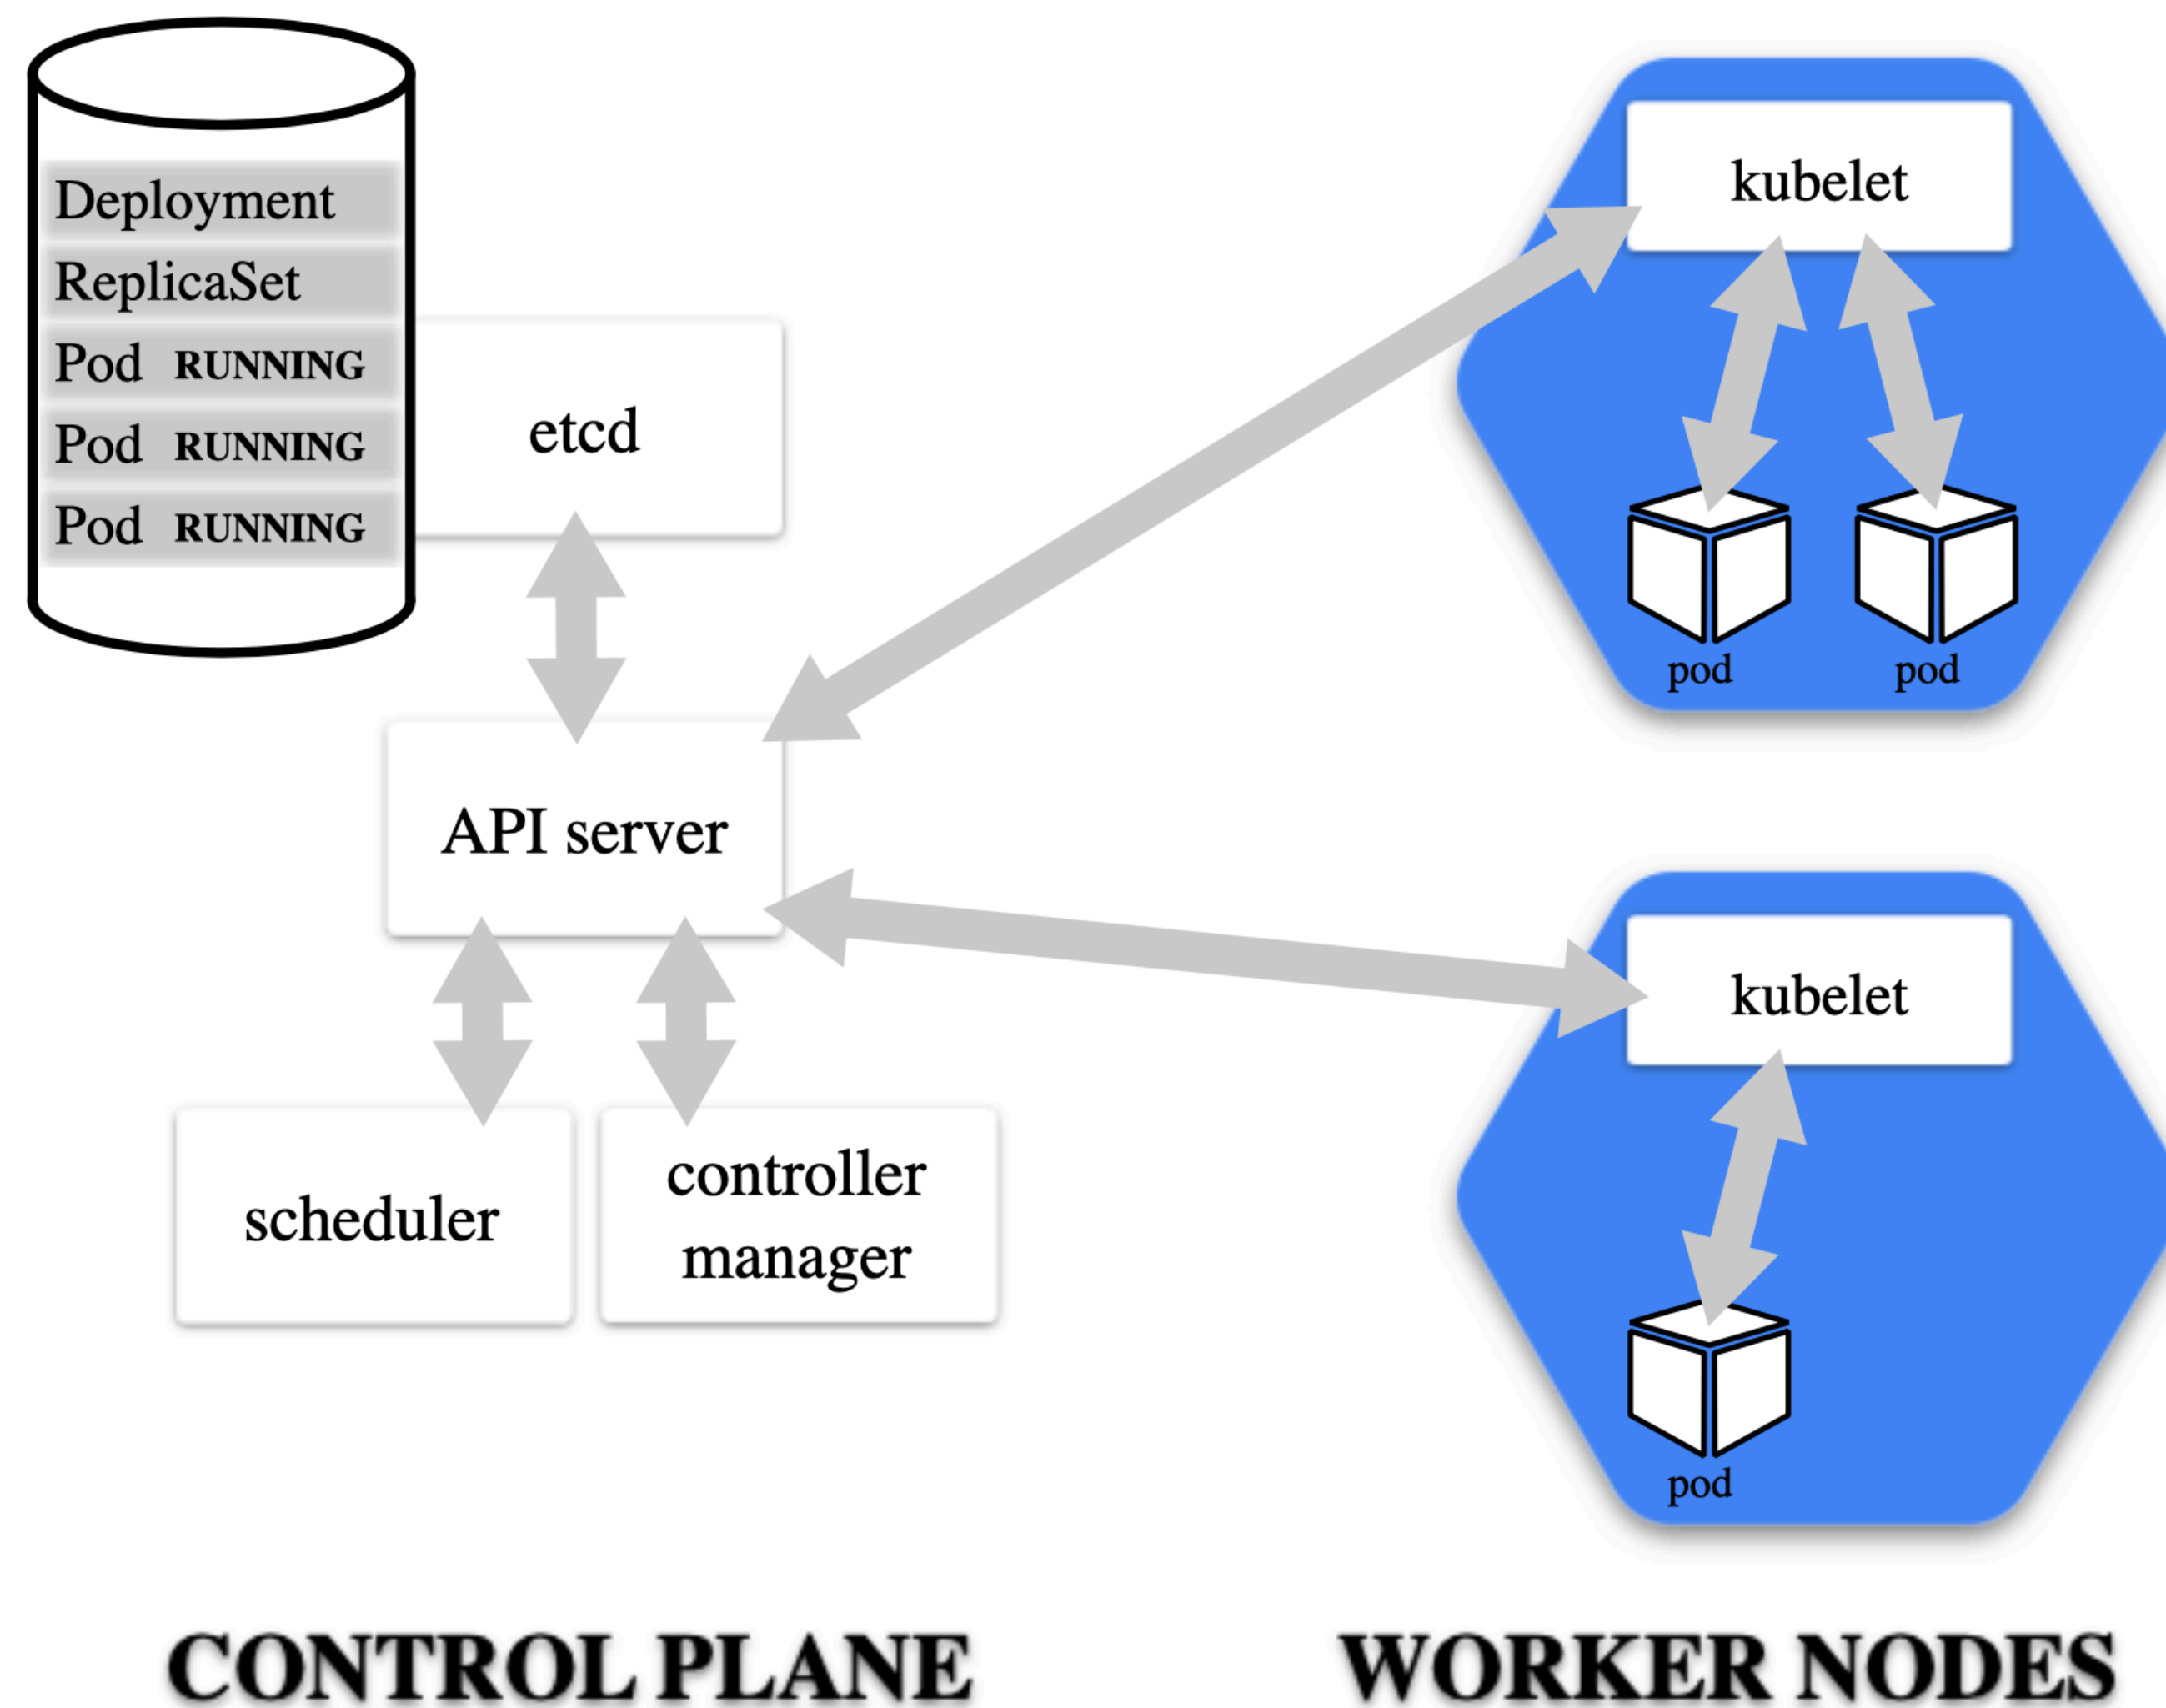 Deployment
ReplicaSet
Pod RUNNING
Pod RUNNING
Pod RUNNING
etcd
API server
scheduler
controller
manager
kubelet
pod pod
kubelet
pod
CONTROL PLANE
WORKER NODES